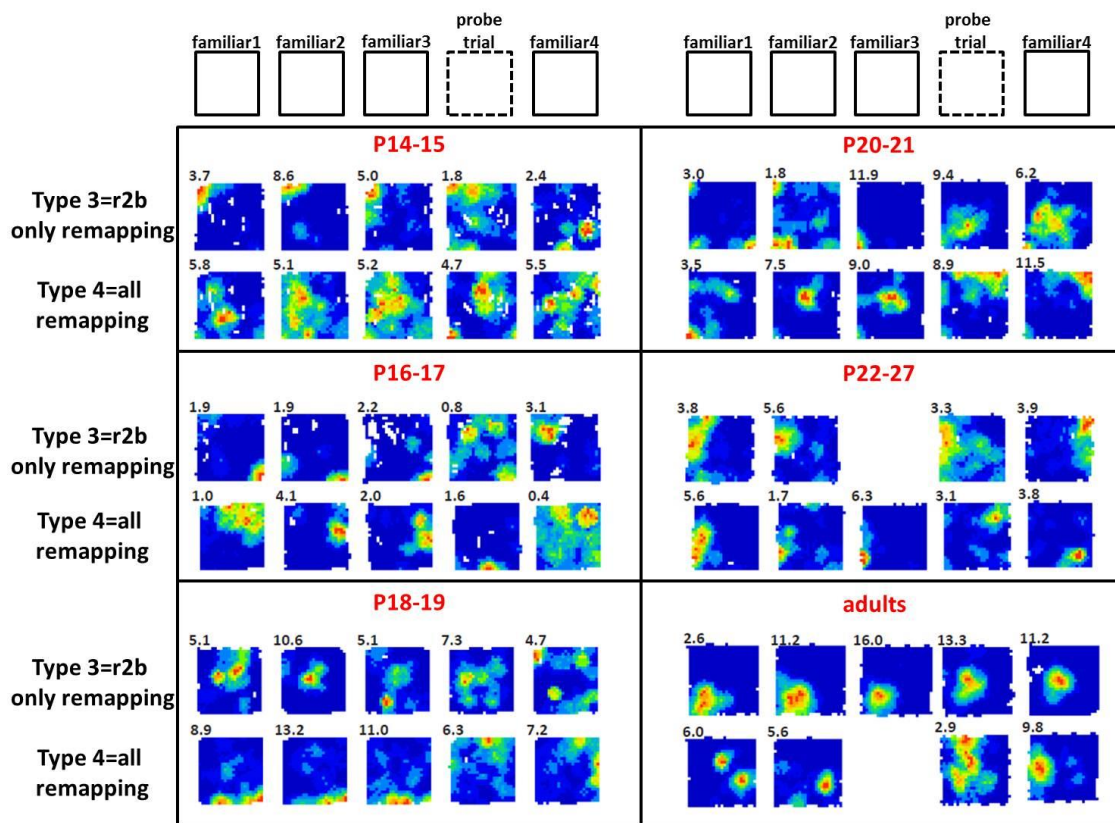 probe
familiar1 familiar2 familiar3 trial familiar4
probe
familiar1 familiar2 familiar3 trial familiar4
P14-15
P20-21
Type 3=r2b
only remapping
3.7 8.6 5.0 1.8 2.4
3.0 1.8 11.9 9.4 6.2
Type 4=all
remapping
5.8 5.1 5.2 4.7 5.5
3.5 7.5 9.0 8.9 11.5
P16-17
P22-27
Type 3=r2b
only remapping
1.9 1.9 2.2 0.8 3.1
3.8 5.6 3.3 3.9
Type 4=all
remapping
1.0 4.1 2.0 1.6 0.4
5.6 1.7 6.3 3.1 3.8
P18-19
adults
Type 3=r2b
only remapping
5.1 10.6 5.1 7.3 4.7
2.6 11.2 16.0 13.3 11.2
Type 4=all
remapping
8.9 13.2 11.0 6.3 7.2
6.0 5.6 2.9 9.8